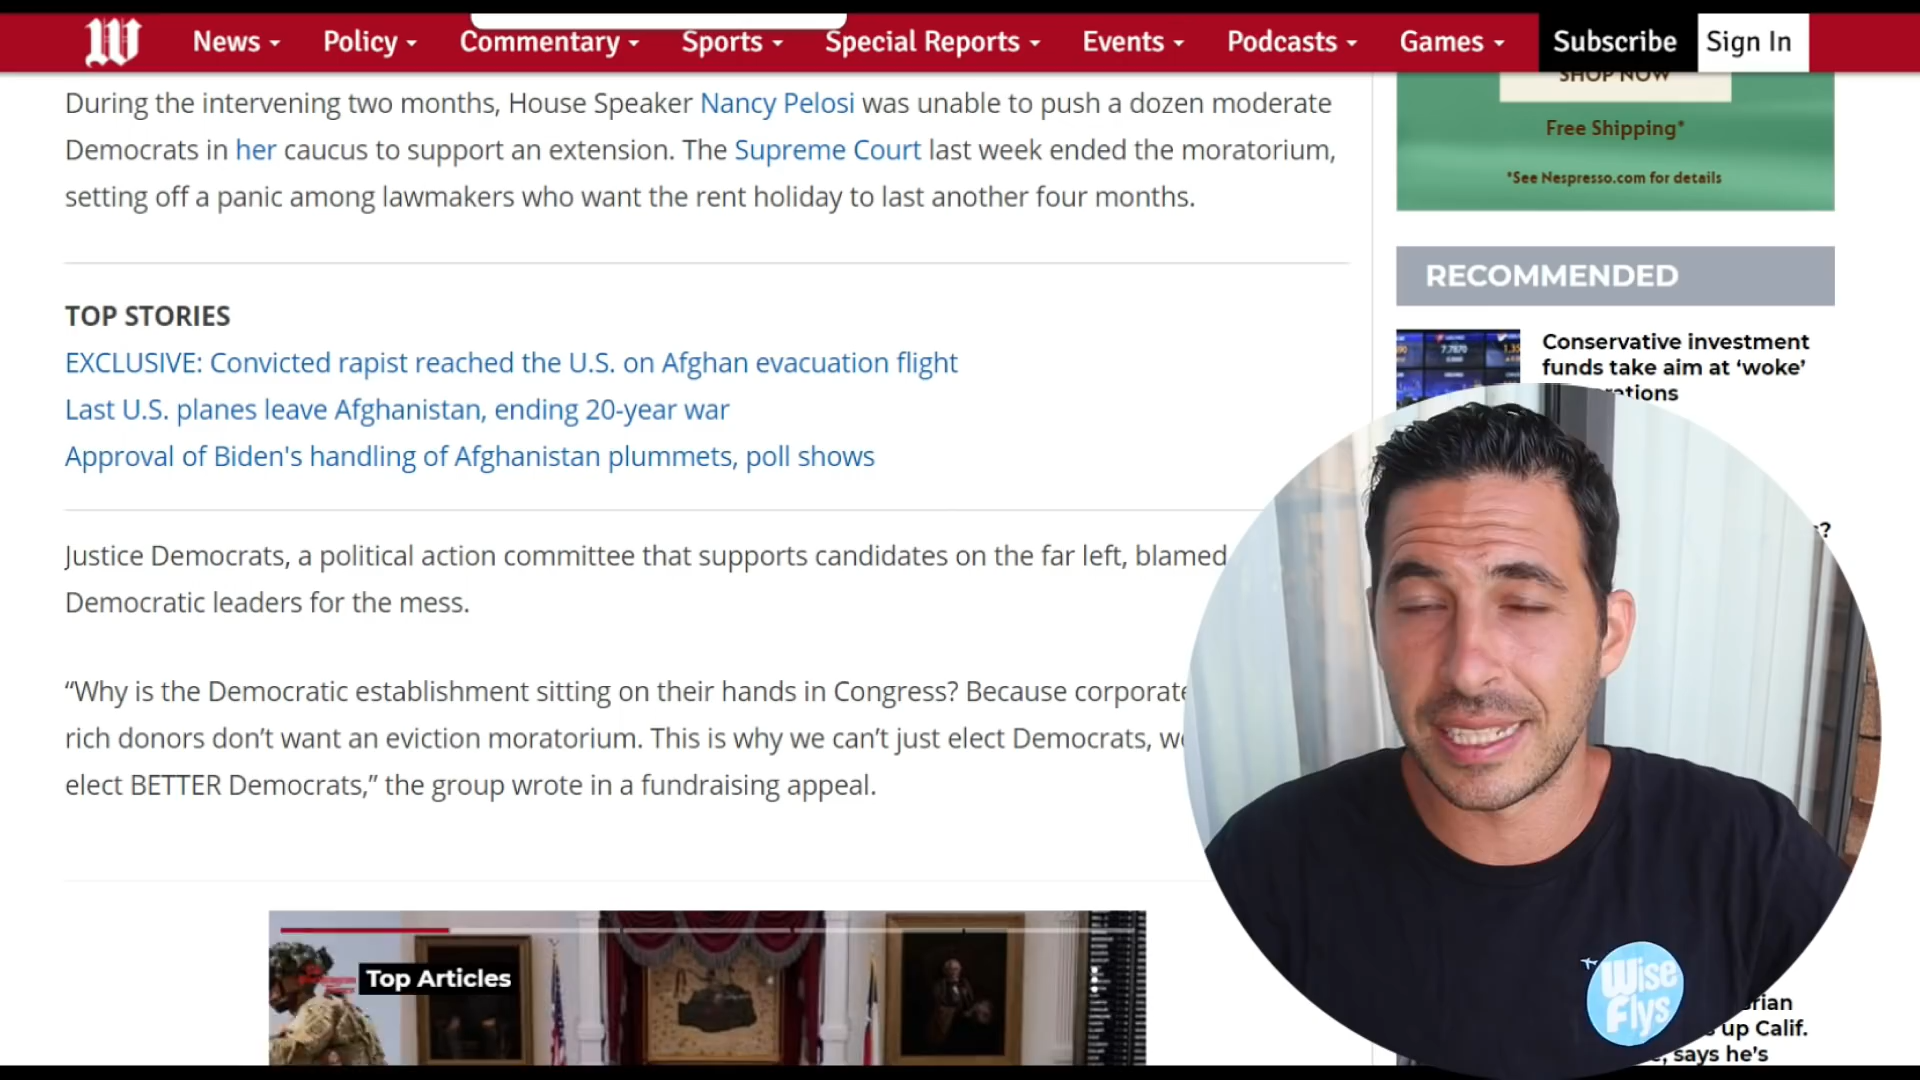 News
Policy
Commentary
Sports
Special Reports
Events
Podcasts
Games
Subscribe
Sign In
During the intervening two months, House Speaker Nancy Pelosi was unable to push a dozen moderate
Democrats in her caucus to support an extension. The Supreme Court last week ended the moratorium,
setting off a panic among lawmakers who want the rent holiday to last another four months.
TOP STORIES
EXCLUSIVE: Convicted rapist reached the U.S. on Afghan evacuation flight
Last U.S. planes leave Afghanistan, ending 20-year war
Approval of Biden's handling of Afghanistan plummets, poll shows
Justice Democrats, a political action committee that supports candidates on the far left, blamed
Democratic leaders for the mess.
“Why is the Democratic establishment sitting on their hands in Congress? Because corporate
rich donors don’t want an eviction moratorium. This is why we can’t just elect Democrats,
elect BETTER Democrats,” the group wrote in a fundraising appeal.
Top Articles
SHOP NOW
Free Shipping*
*See Nespresso.com for details
RECOMMENDED
Conservative investment
funds take aim at ‘woke’
Wise
Flys
up Calif.
says he’s